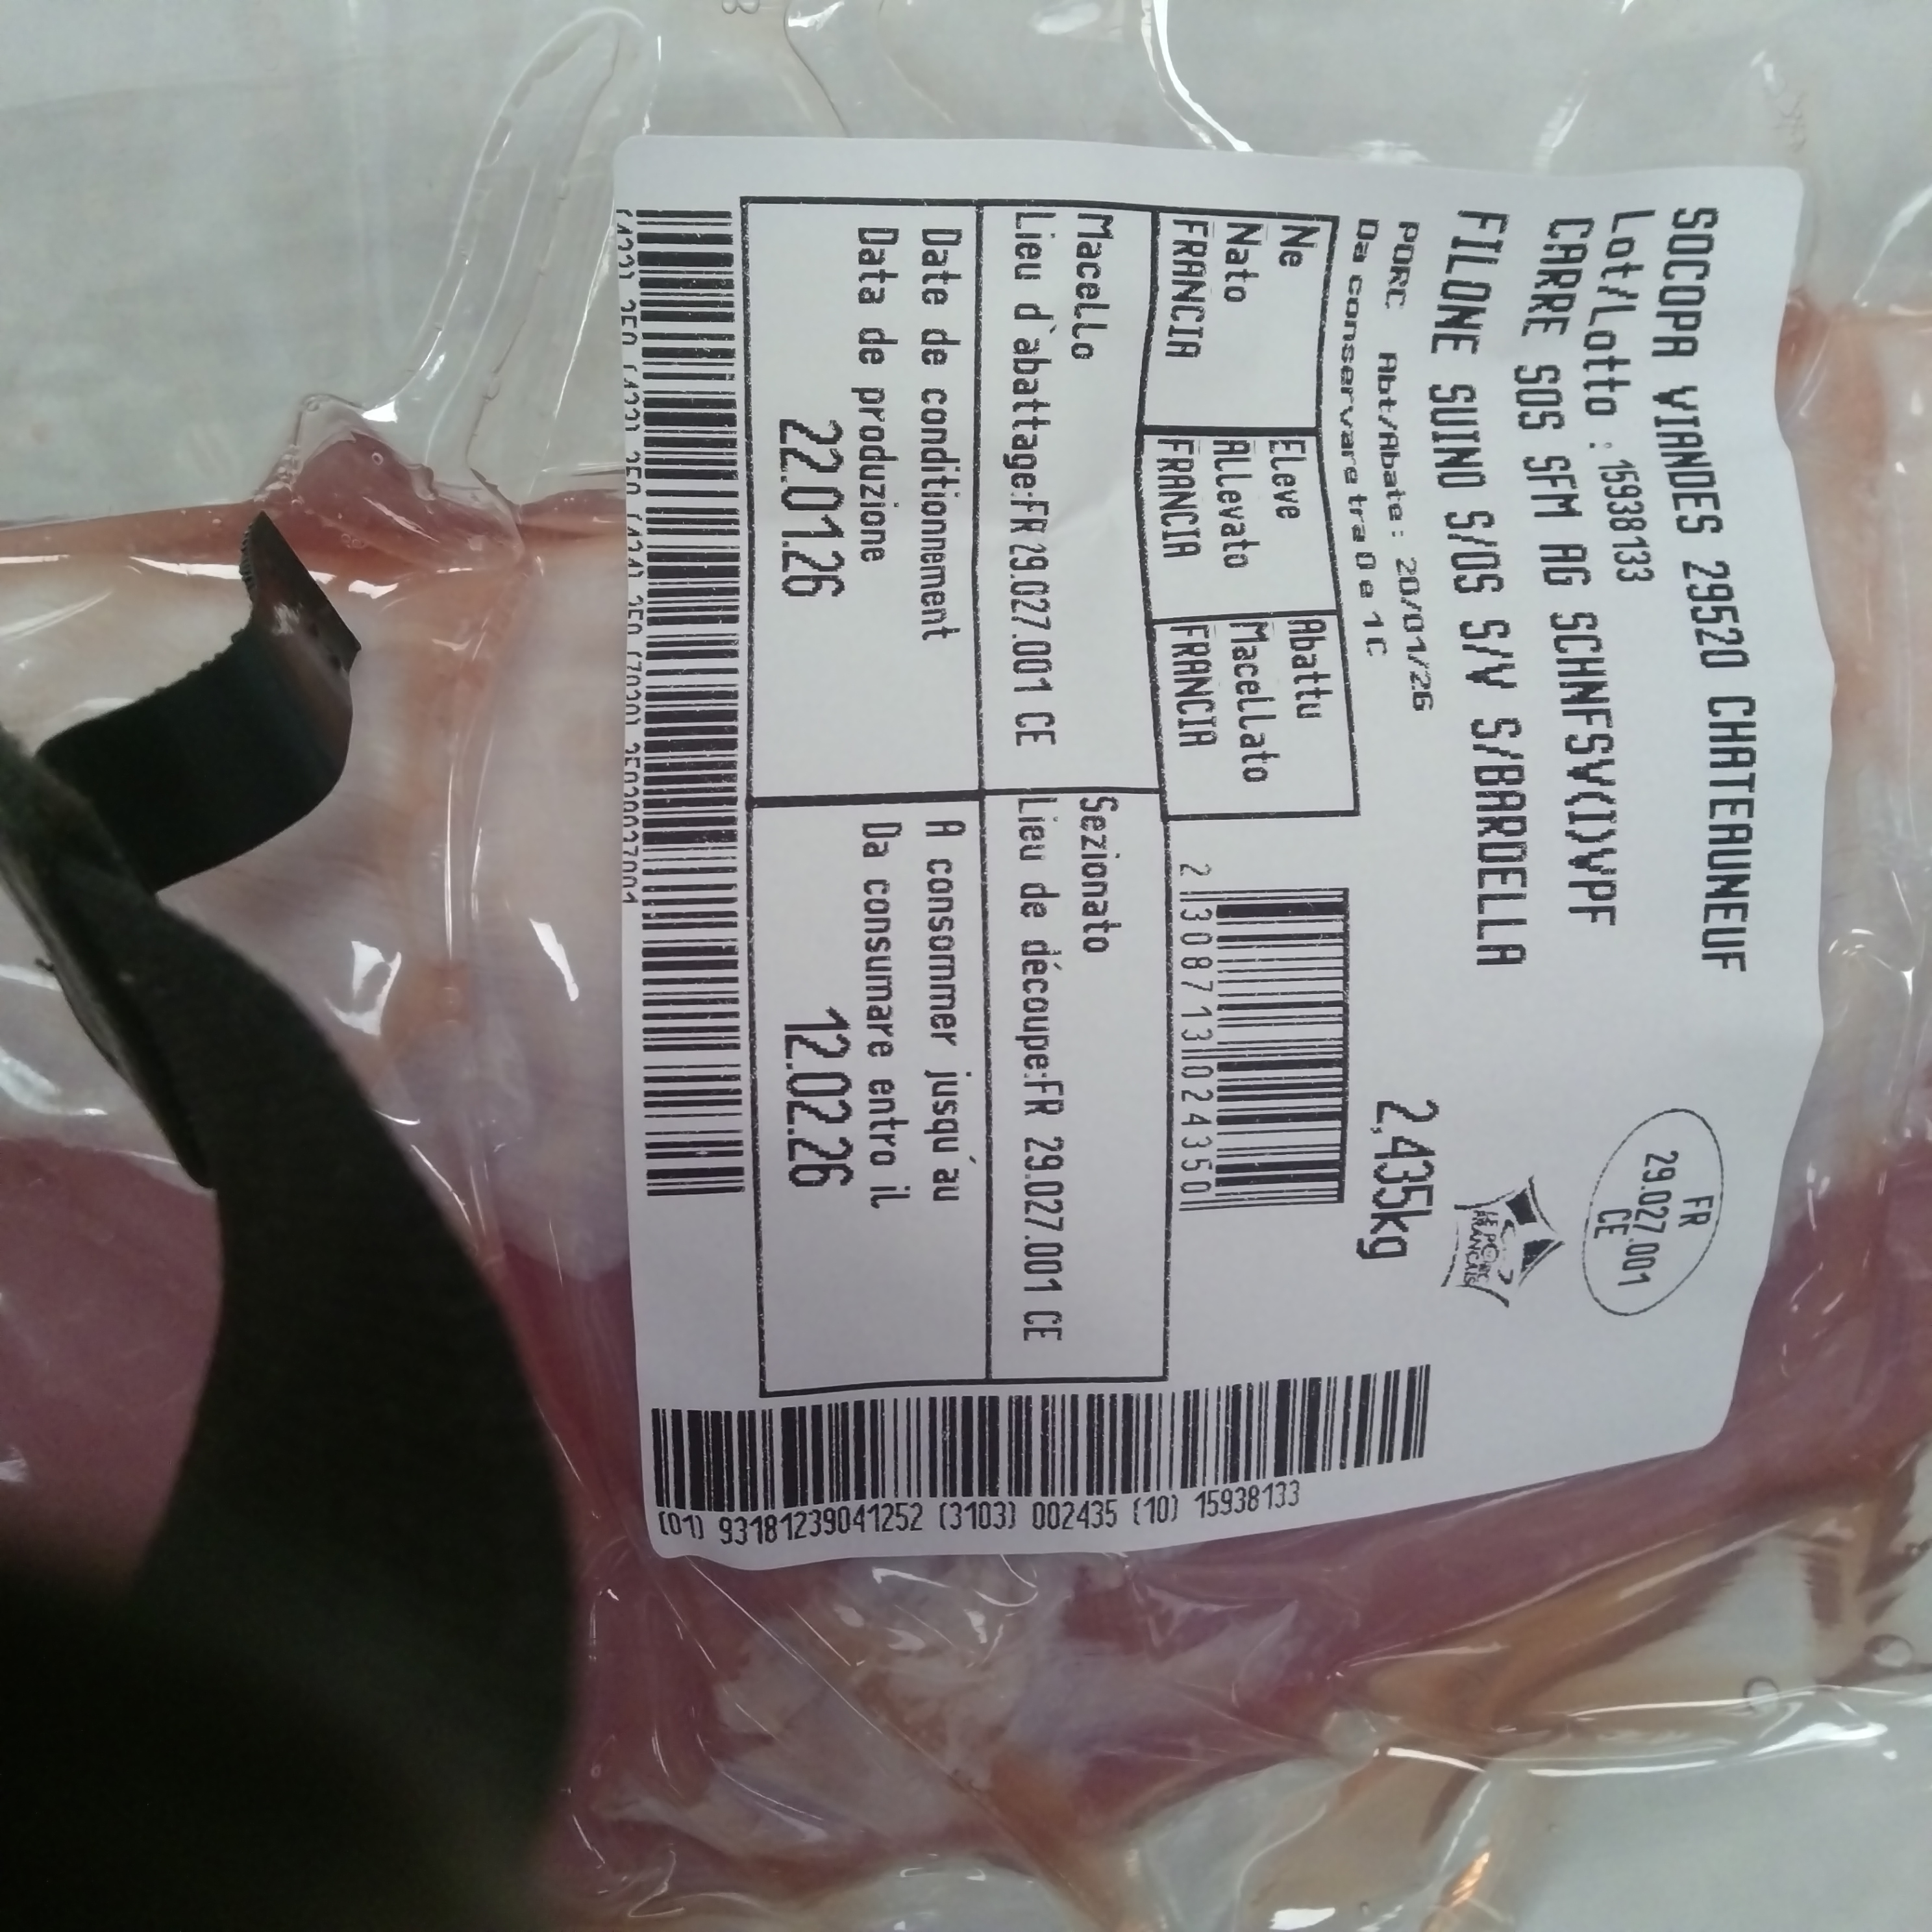 SOCOPA VIANDES 29520 CHATEAUNEUF
Lot/Lotto : 15938133
CARRE SOS SFM AG SCHNFSV(I)VPF
FILONE SUINO S/OS S/V S/BARDELLA
FR
29.027.001
CE
LE PORC
FRANÇAIS
PORC Abt/Abate : 20/01/26
Da conservare tra 0 e 1 C
2,435kg
Ne
Nato
FRANCIA
Eleve
Allevato
FRANCIA
Abattu
Macellato
FRANCIA
2 308713 024350
Macello
Lieu d'abattage:FR 29.027.001 CE
Sezionato
Lieu de découpe:FR 29.027.001 CE
Date de conditionnement
Data de produzione
22.01.26
A consommer jusqu'au
Da consumare entro il
12.02.26
(01) 93181239041252 (3103) 002435 (10) 15938133